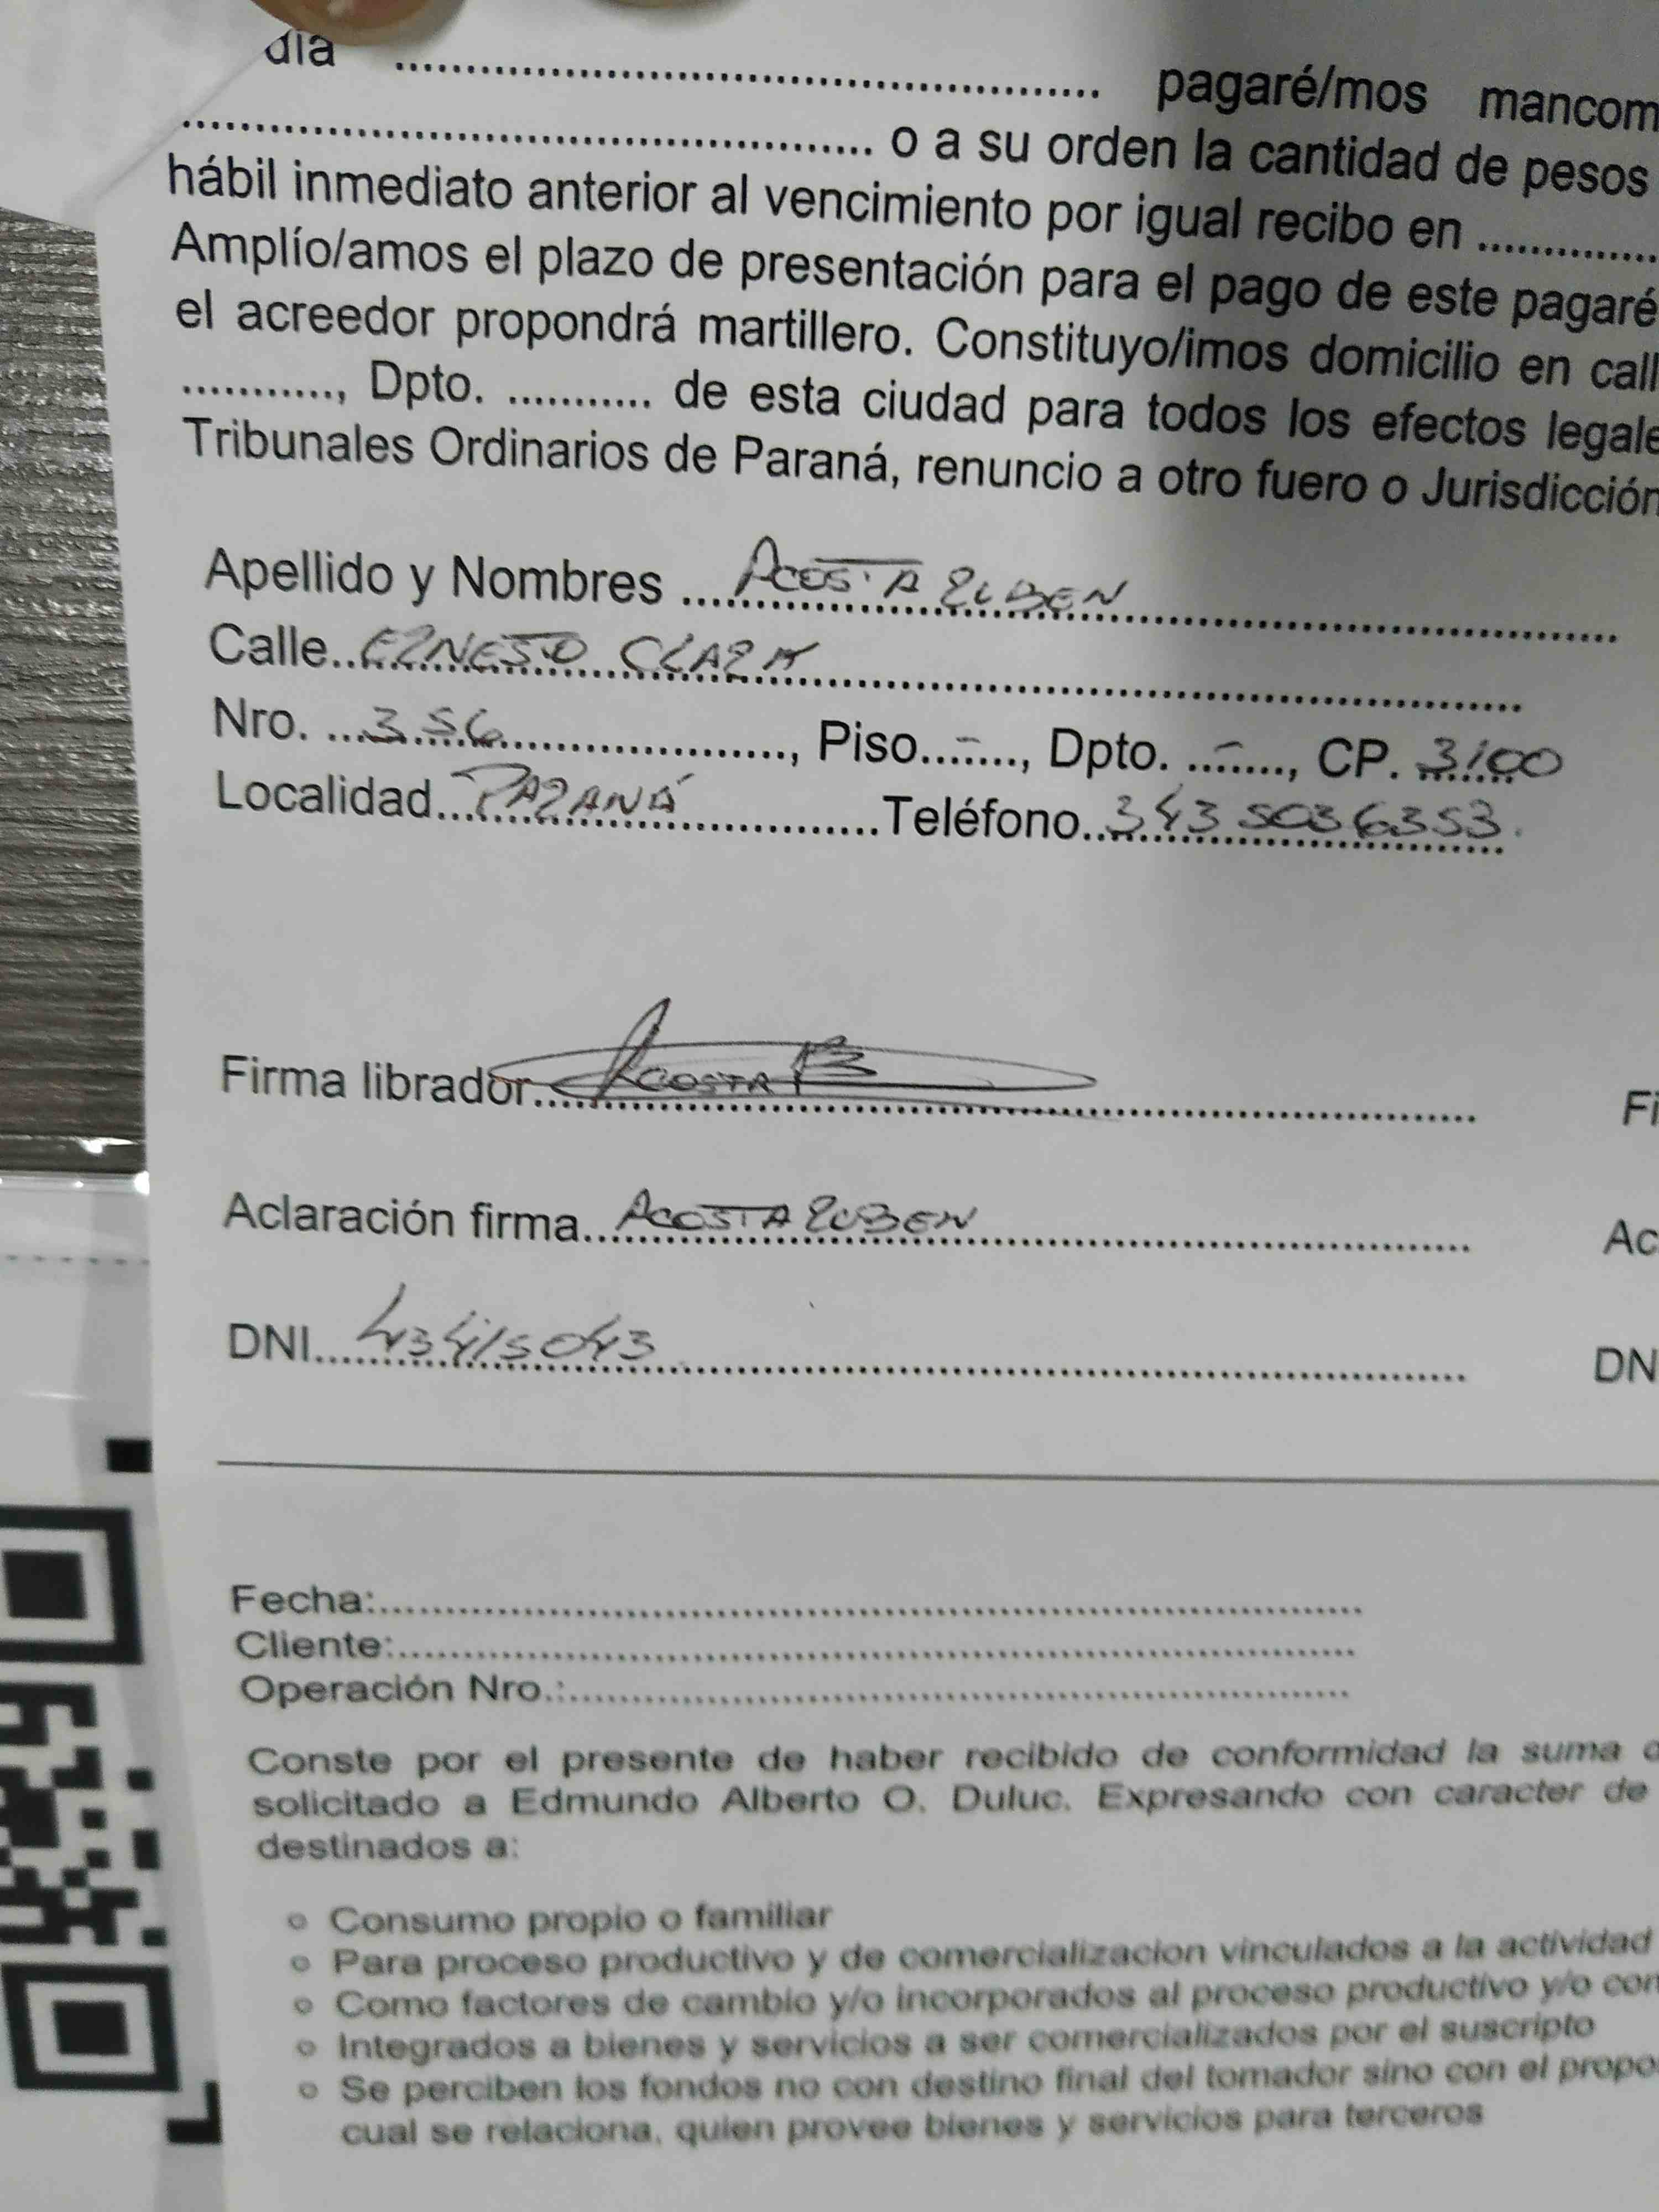 día ........................................ pagaré/mos mancom
........................................ o a su orden la cantidad de pesos
hábil inmediato anterior al vencimiento por igual recibo en ..............
Amplío/amos el plazo de presentación para el pago de este pagaré
el acreedor propondrá martillero. Constituyo/imos domicilio en call
............, Dpto. ............ de esta ciudad para todos los efectos legale
Tribunales Ordinarios de Paraná, renuncio a otro fuero o Jurisdicción
Apellido y Nombres ACOSTA RUBEN
Calle ERNESTO CLARK
Nro. 356, Piso - , Dpto. - , CP. 3100
Localidad PARANÁ Teléfono 343 5036353.
Firma librador ACOSTA R Fi
Aclaración firma ACOSTA RUBEN Ac
DNI 43415043 DN
Fecha:
Cliente:
Operación Nro.:
Conste por el presente de haber recibido de conformidad la suma d
solicitado a Edmundo Alberto O. Duluc. Expresando con caracter de
destinados a:
o Consumo propio o familiar
o Para proceso productivo y de comercializacion vinculados a la actividad
o Como factores de cambio y/o incorporados al proceso productivo y/o com
o Integrados a bienes y servicios a ser comercializados por el suscripto
o Se perciben los fondos no con destino final del tomador sino con el propo
cual se relaciona, quien provee bienes y servicios para terceros